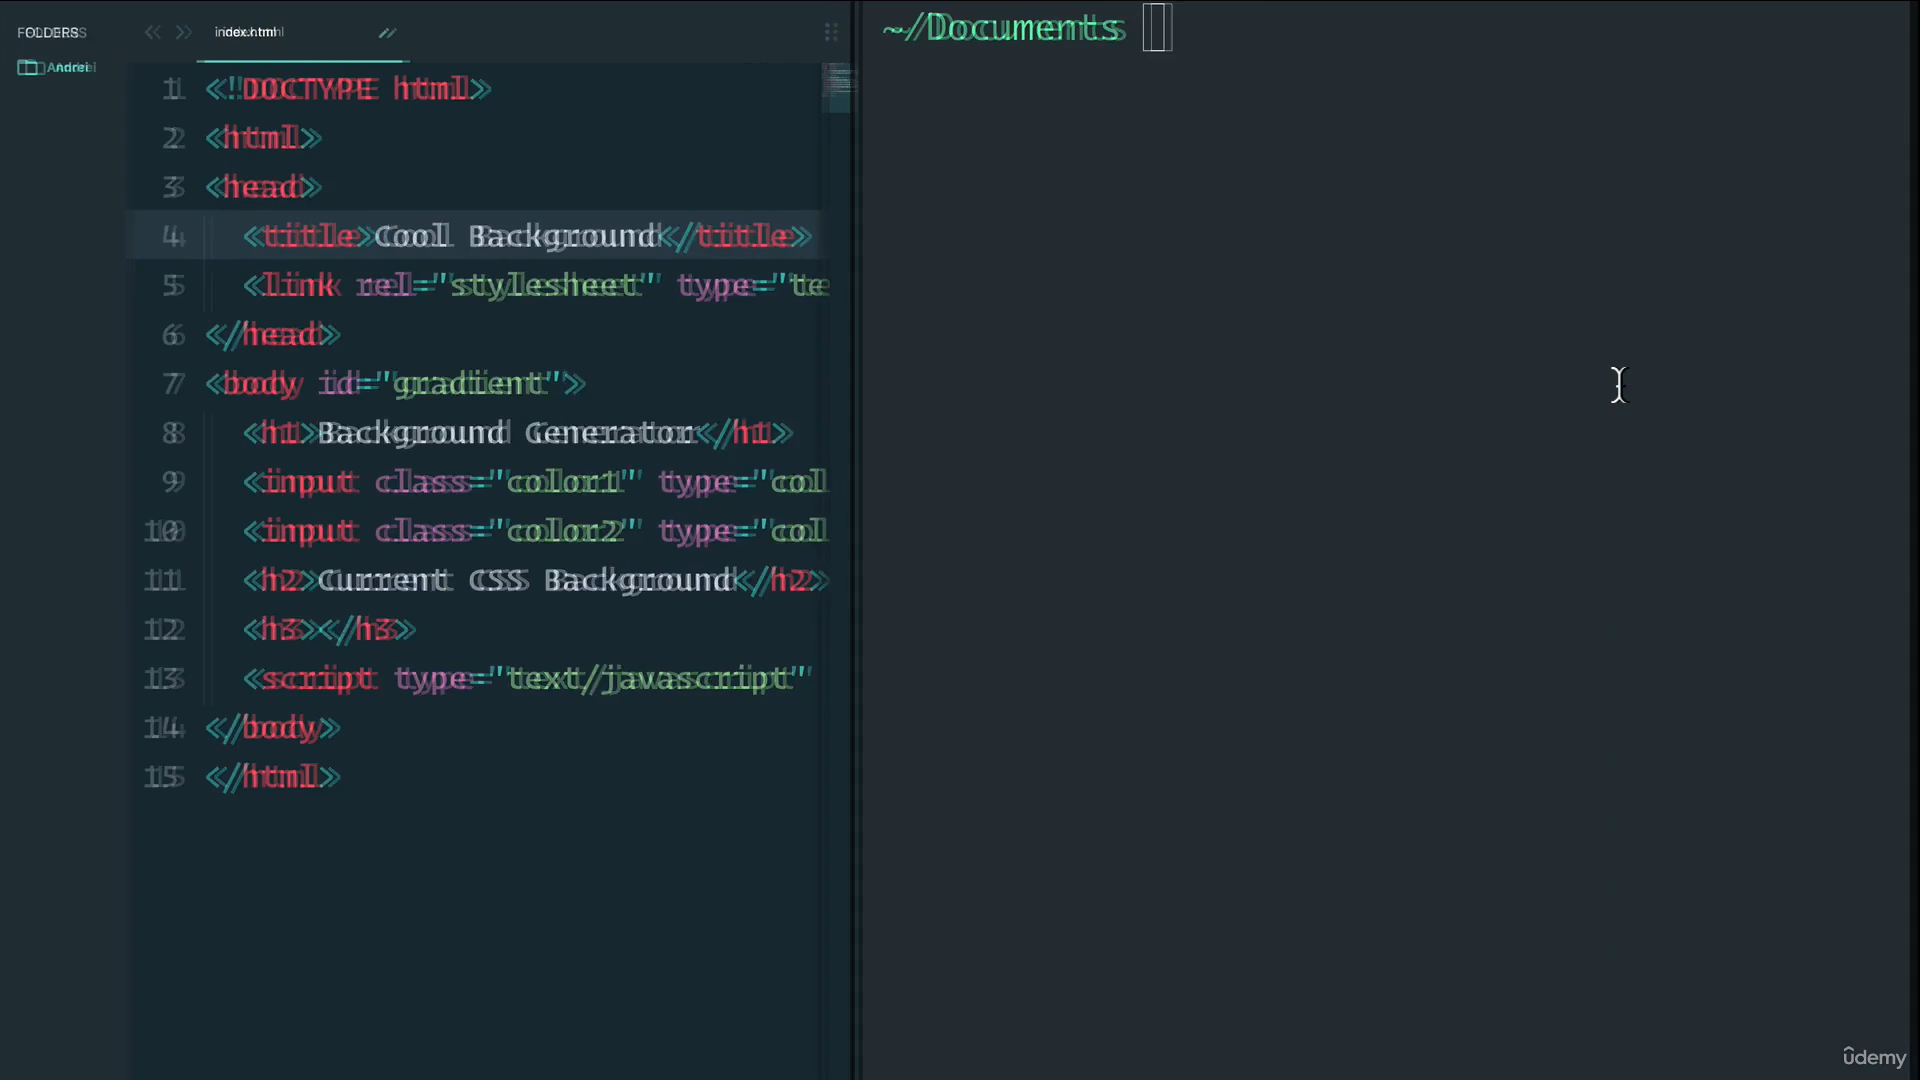 FOLDERS
Andrei
index.html
1 <!DOCTYPE html>
2 <html>
3 <head>
4 <title>Cool Background</title>
5 <link rel="stylesheet" type="te
6 </head>
7 <body id="gradient">
8 <h1>Background Generator</h1>
9 <input class="color1" type="col
10 <input class="color2" type="col
11 <h2>Current CSS Background</h2>
12 <h3></h3>
13 <script type="text/javascript"
14 </body>
15 </html>
~/Documents
ûdemy